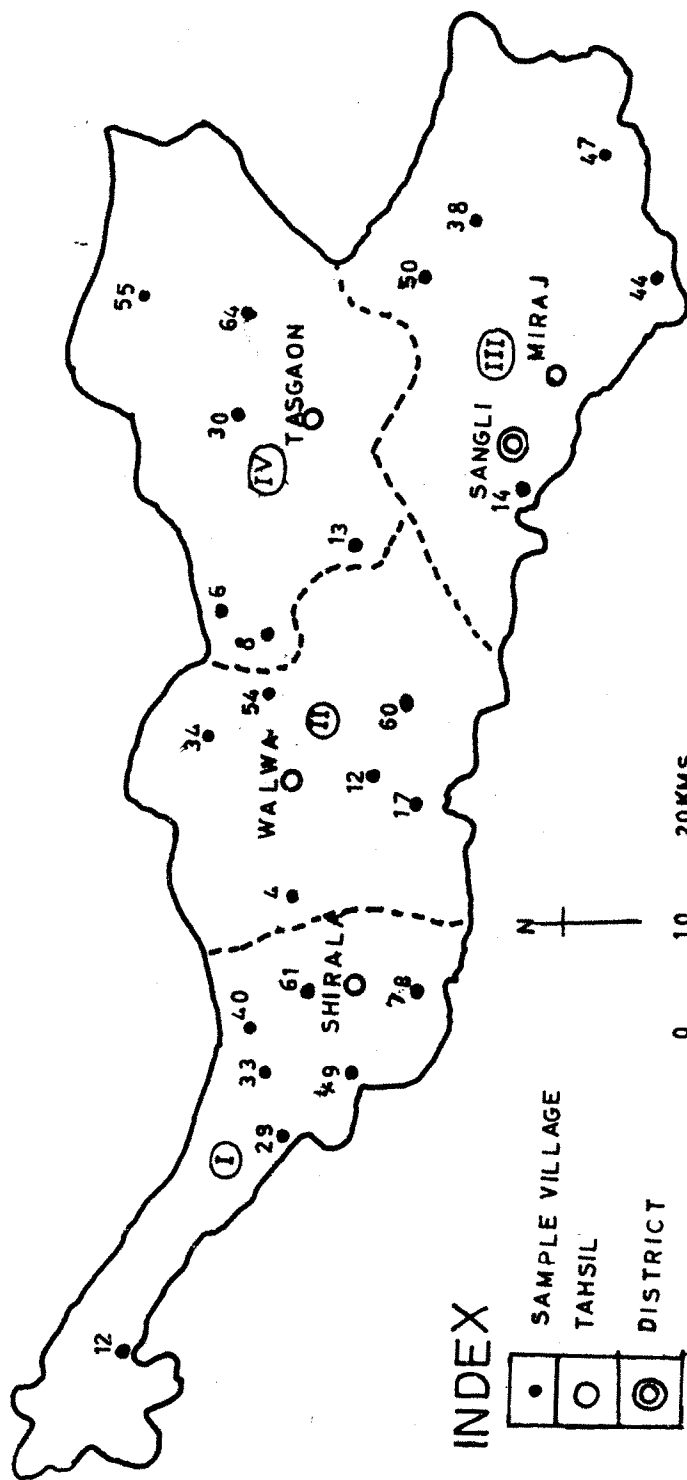 12
29
33
40
61
49
SHIRALA
78
I
4
WALWA
34
54
II
12
17
60
8
6
13
30
64
55
IV
TASGAON
50
38
47
44
III
SANGLI
14
MIRAJ
N
0 10 20KMS
INDEX
SAMPLE VILLAGE
TAHSIL
DISTRICT